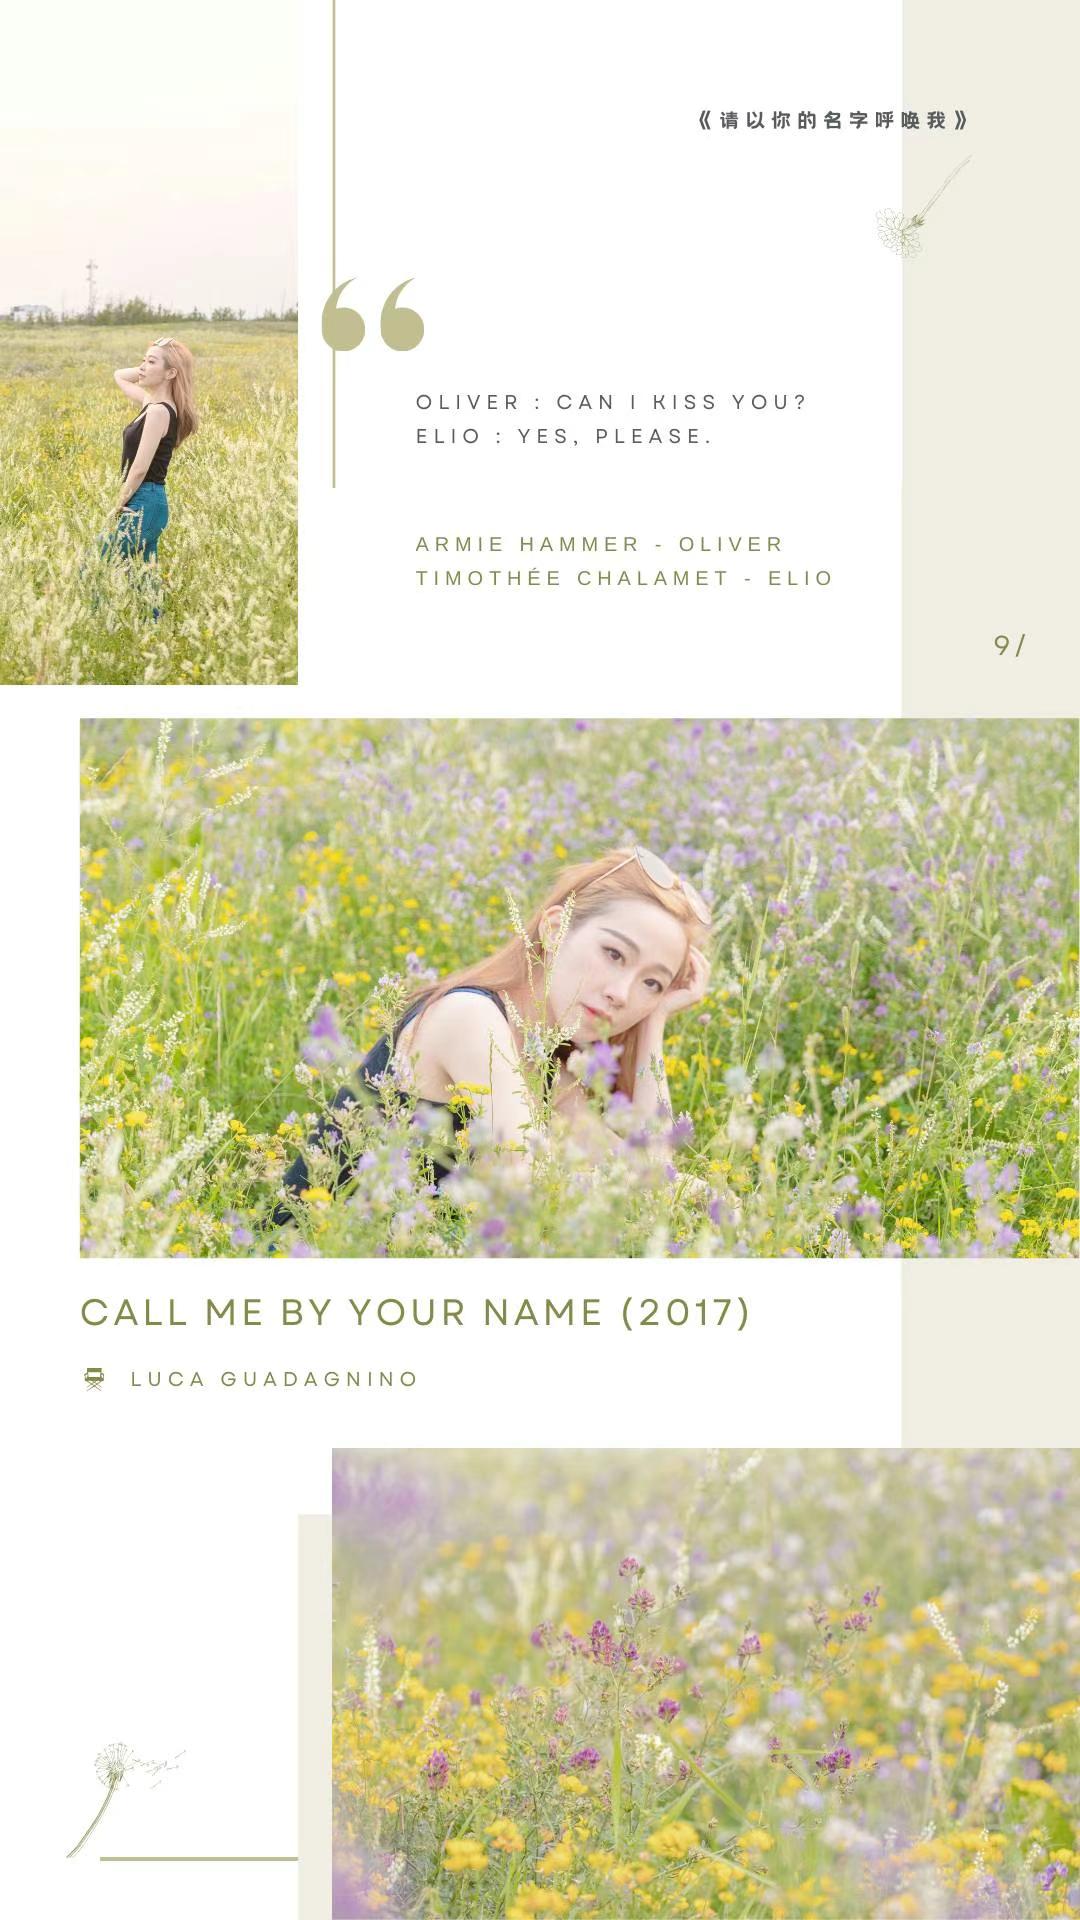 《请以你的名字呼唤我》
OLIVER : CAN I KISS YOU?
ELIO : YES, PLEASE.
ARMIE HAMMER - OLIVER
TIMOTHÉE CHALAMET - ELIO
9/
CALL ME BY YOUR NAME (2017)
LUCA GUADAGNINO